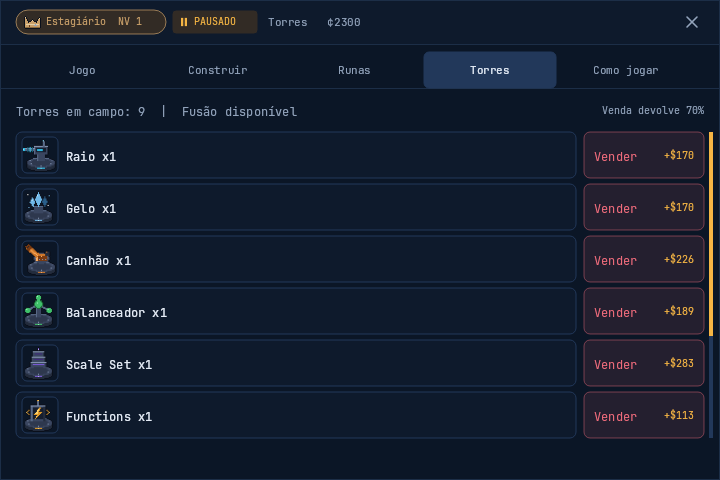 Estagiário NV 1 PAUSADO Torres $2300
Jogo Construir Runas Torres Como jogar
Torres em campo: 9 | Fusão disponível Venda devolve 70%
Raio x1 Vender +$170
Gelo x1 Vender +$170
Canhão x1 Vender +$226
Balanceador x1 Vender +$189
Scale Set x1 Vender +$283
Functions x1 Vender +$113